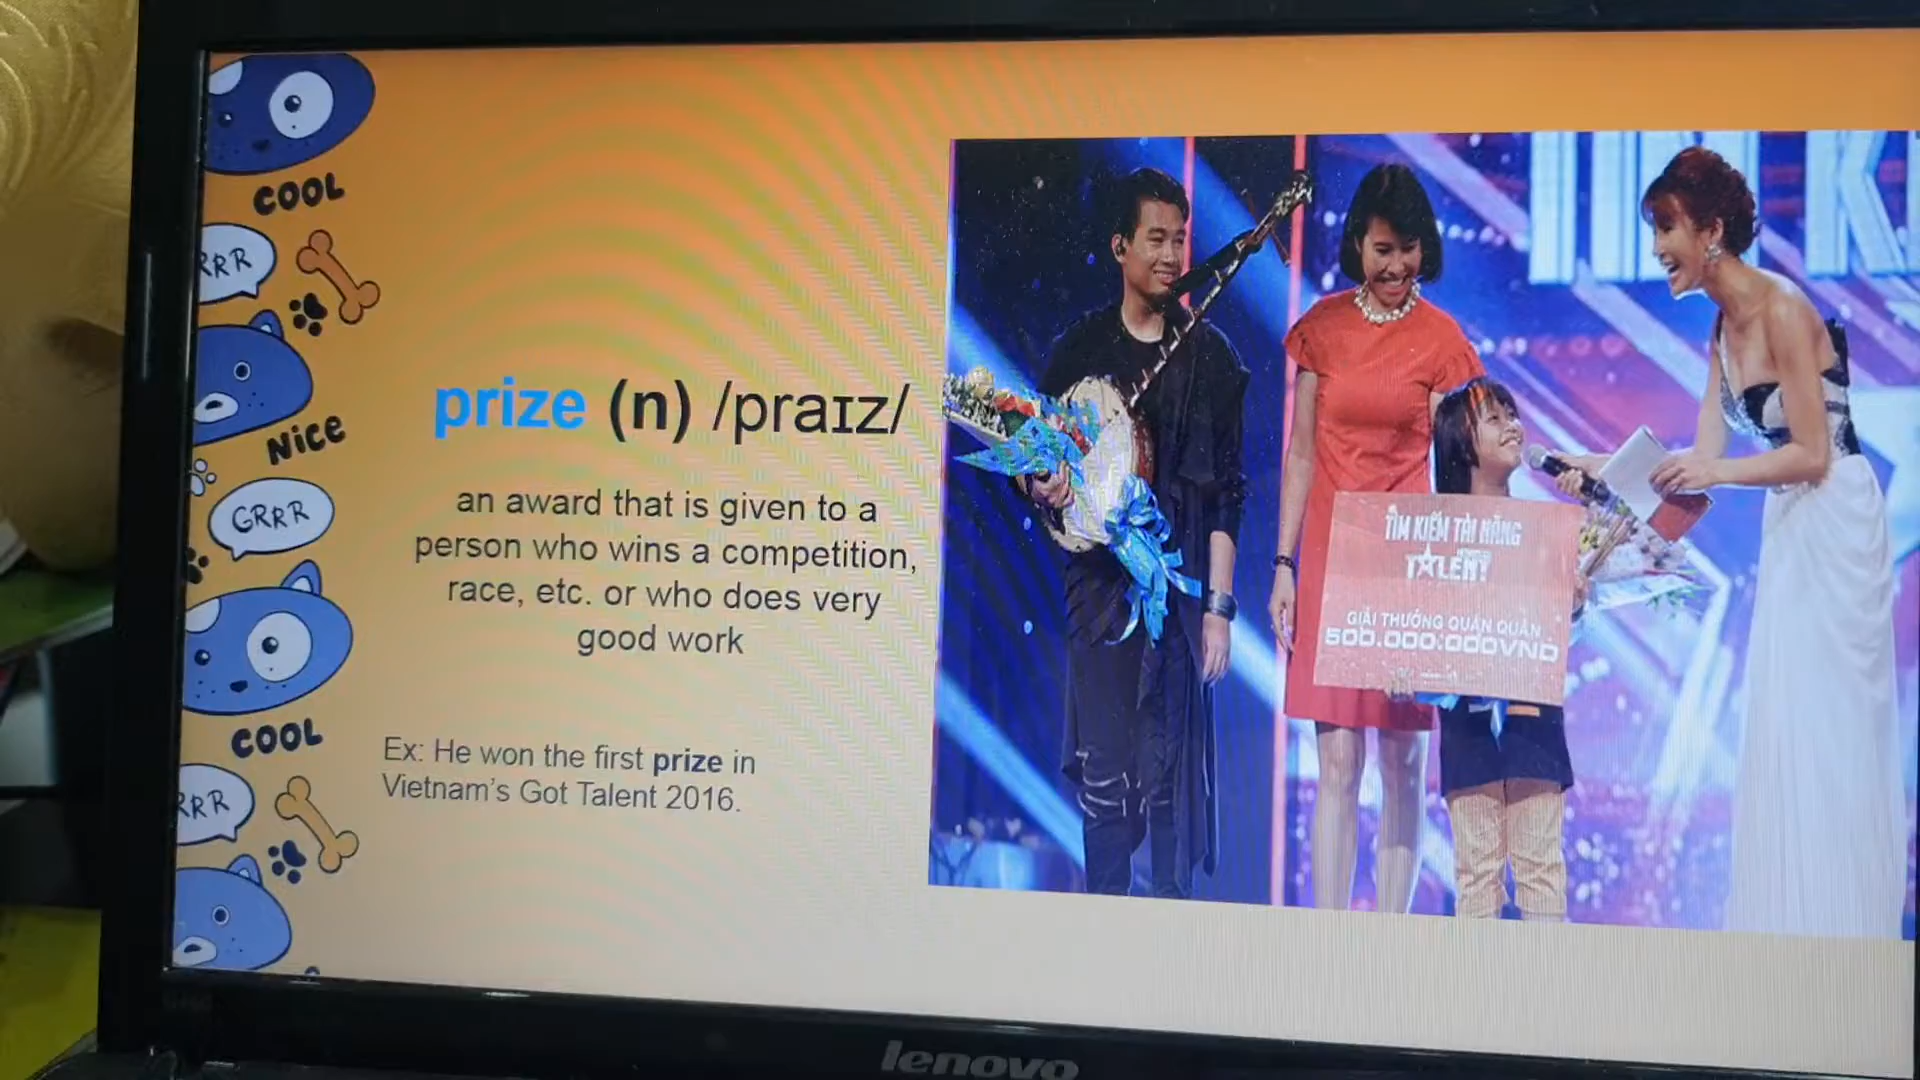 COOL
RRR
NiCe
GRRR
COOL
RRR
prize (n) /praɪz/
an award that is given to a
person who wins a competition,
race, etc. or who does very
good work
Ex: He won the first prize in
Vietnam's Got Talent 2016.
TÌM KIẾM TÀI NĂNG
TALENT
GIẢI THƯỞNG QUÁN QUÂN
500.000.000VND
lenovo